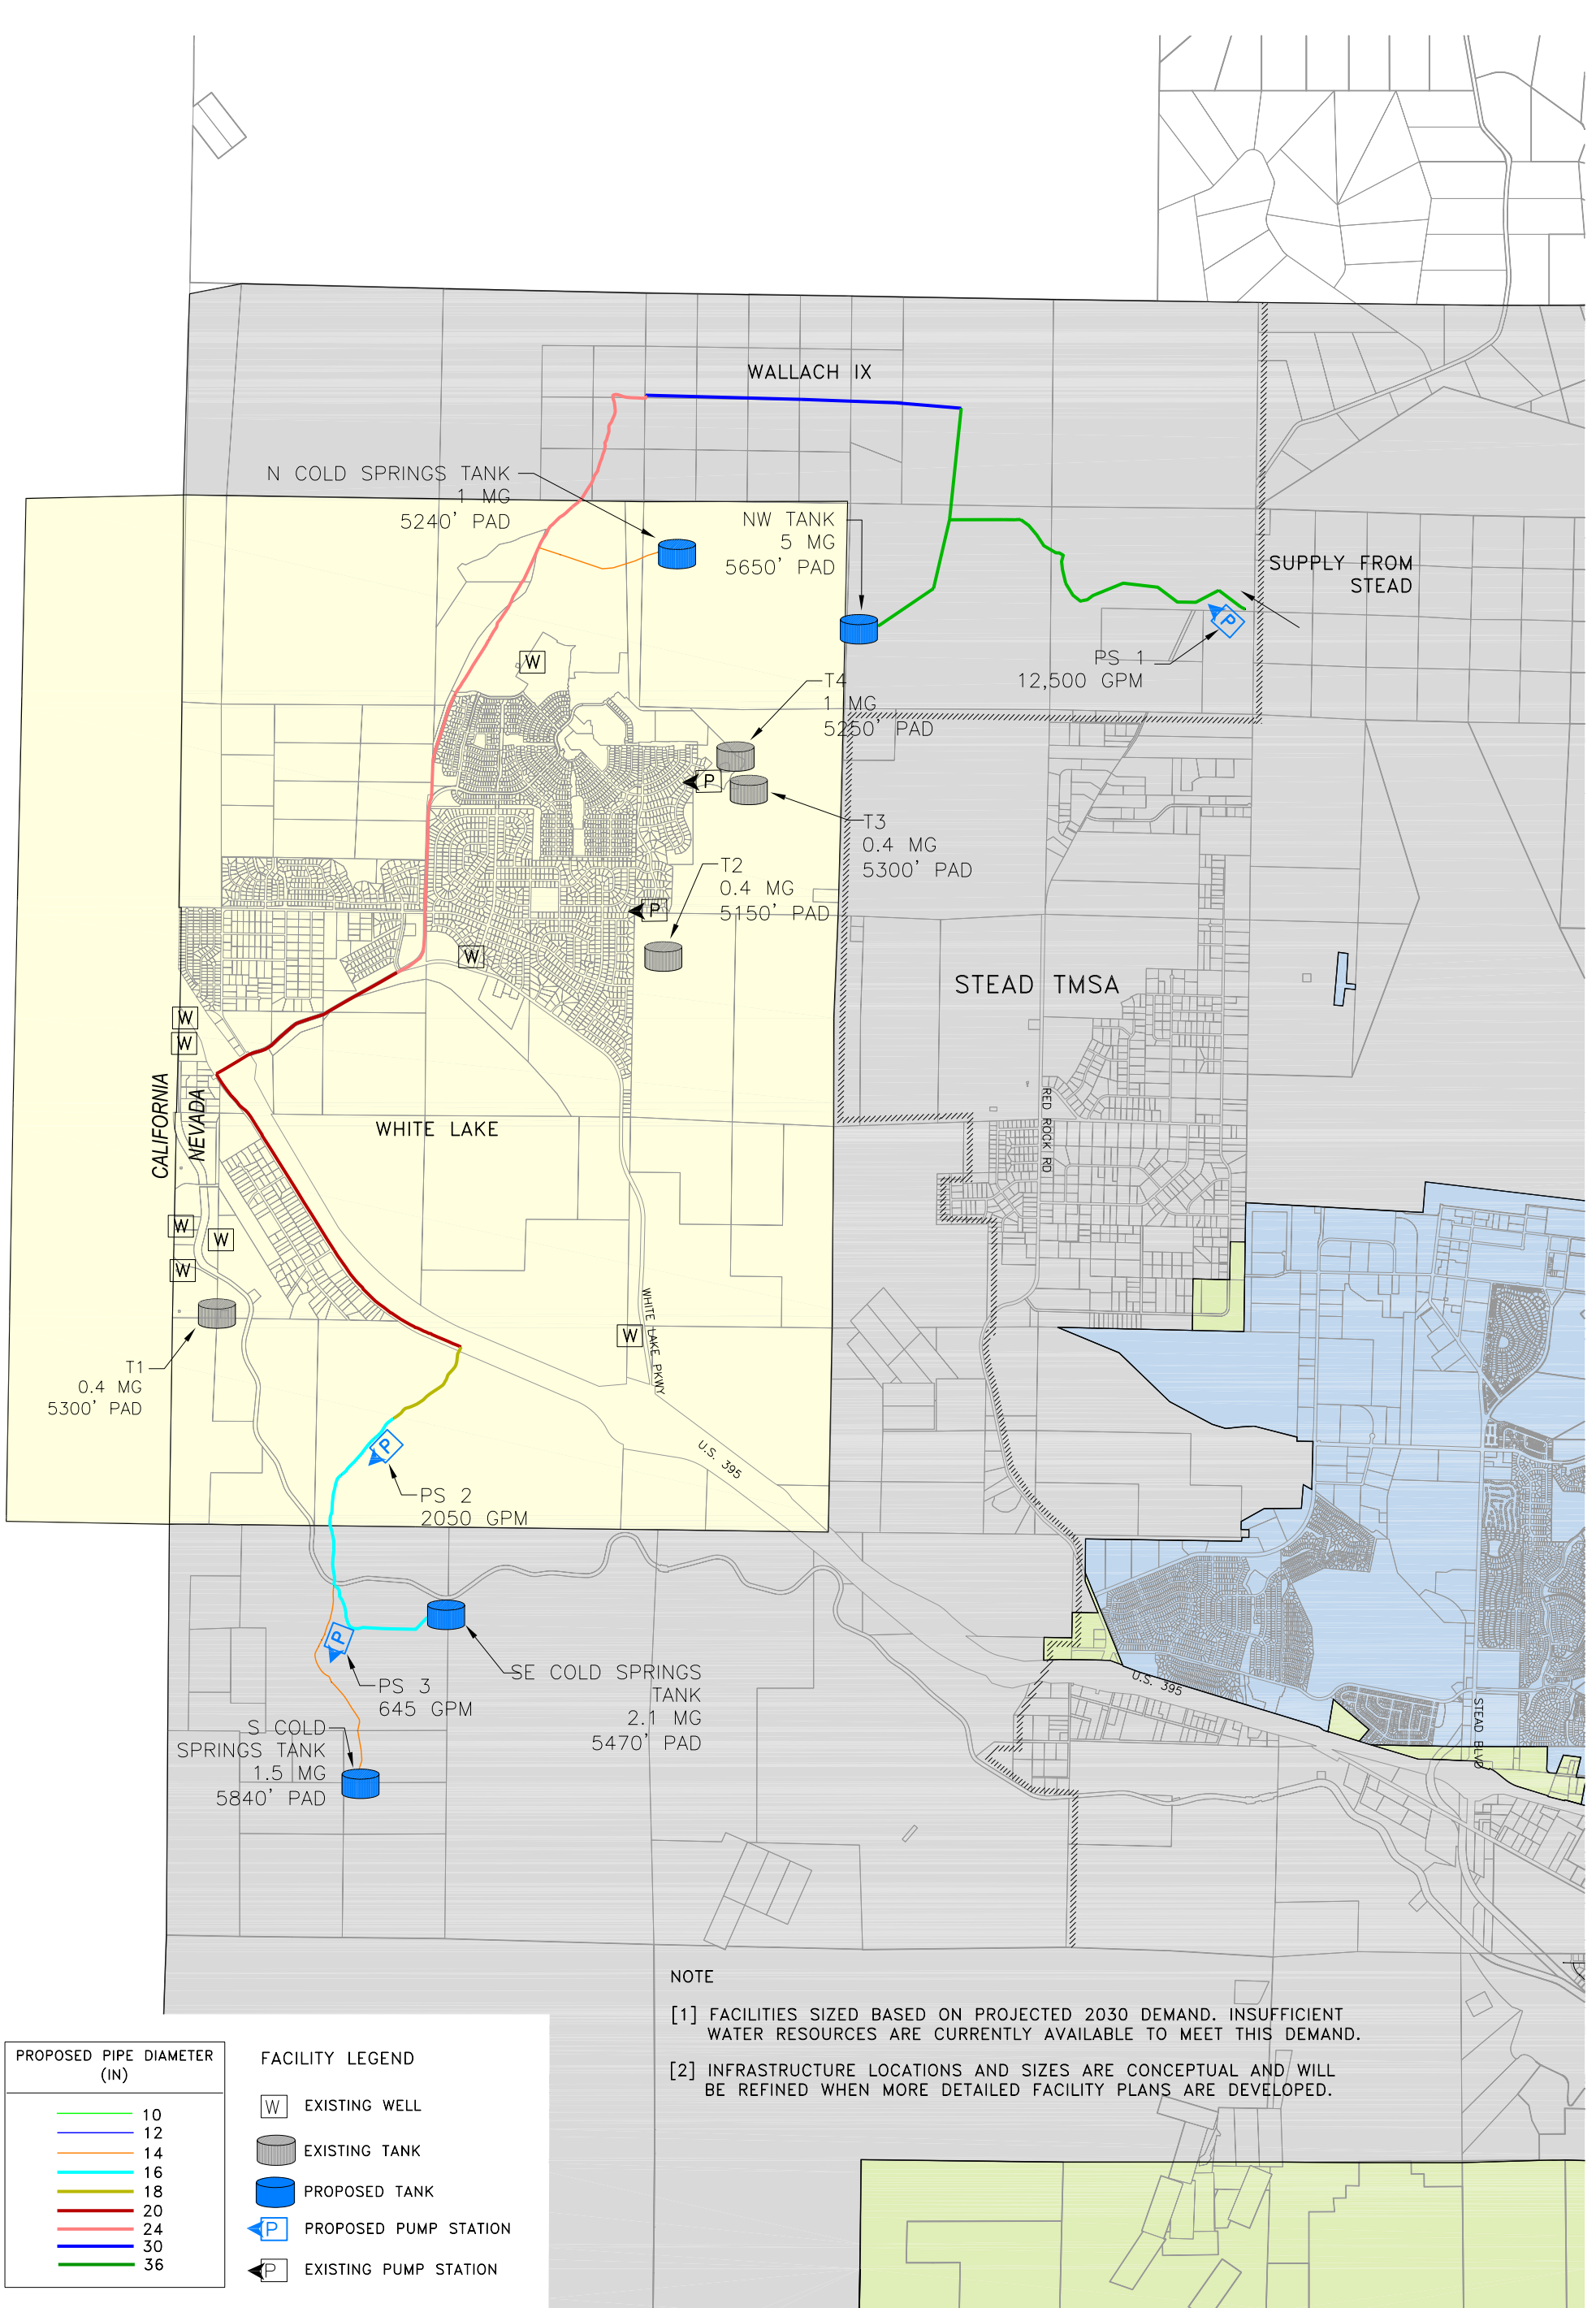 WALLACH IX
N COLD SPRINGS TANK
1 MG
5240' PAD
NW TANK
5 MG
5650' PAD
SUPPLY FROM
STEAD
PS 1
12,500 GPM
W
T4
1 MG
5250' PAD
P
T3
0.4 MG
5300' PAD
T2
0.4 MG
5150' PAD
P
W
STEAD TMSA
W
W
CALIFORNIA
NEVADA
WHITE LAKE
RED ROCK RD
W
W
W
WHITE LAKE PKWY
W
T1
0.4 MG
5300' PAD
P
PS 2
2050 GPM
U.S. 395
P
PS 3
645 GPM
SE COLD SPRINGS
TANK
2.1 MG
5470' PAD
S COLD
SPRINGS TANK
1.5 MG
5840' PAD
U.S. 395
STEAD BLVD
P
NOTE
[1] FACILITIES SIZED BASED ON PROJECTED 2030 DEMAND. INSUFFICIENT
WATER RESOURCES ARE CURRENTLY AVAILABLE TO MEET THIS DEMAND.
[2] INFRASTRUCTURE LOCATIONS AND SIZES ARE CONCEPTUAL AND WILL
BE REFINED WHEN MORE DETAILED FACILITY PLANS ARE DEVELOPED.
PROPOSED PIPE DIAMETER
(IN)
10
12
14
16
18
20
24
30
36
FACILITY LEGEND
W EXISTING WELL
EXISTING TANK
PROPOSED TANK
P PROPOSED PUMP STATION
P EXISTING PUMP STATION